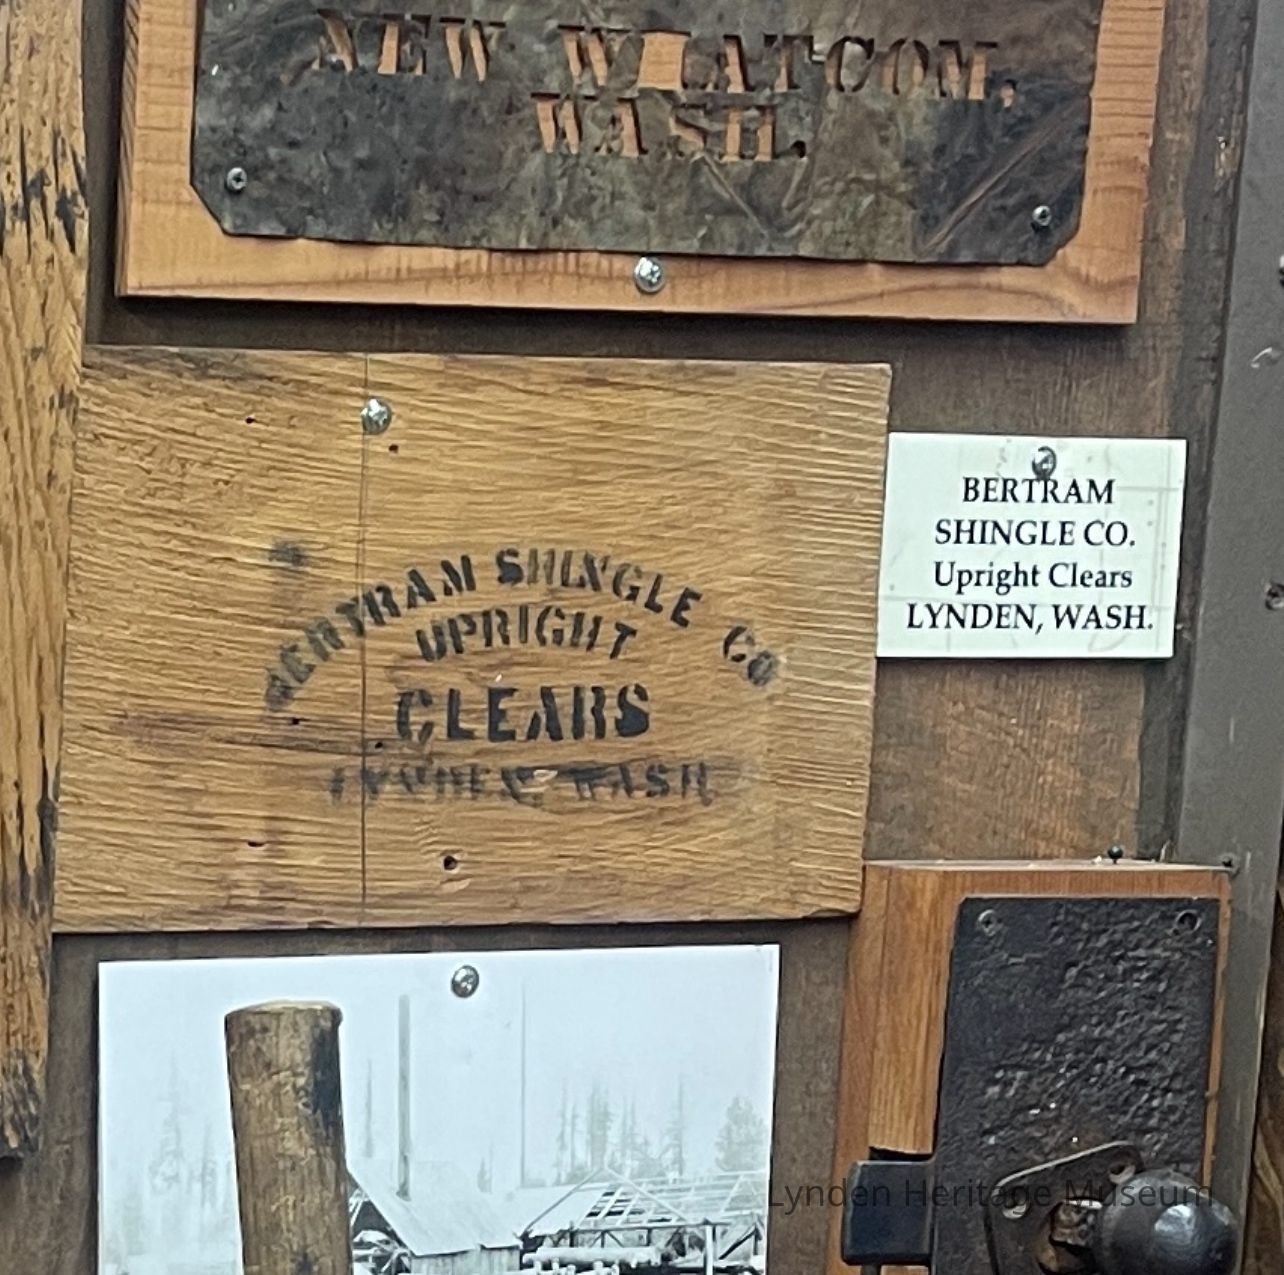 NEW WHATCOM,
WASH.
BERTRAM SHINGLE CO
UPRIGHT
CLEARS
LYNDEN WASH
BERTRAM
SHINGLE CO.
Upright Clears
LYNDEN, WASH.
Lynden Heritage Museum